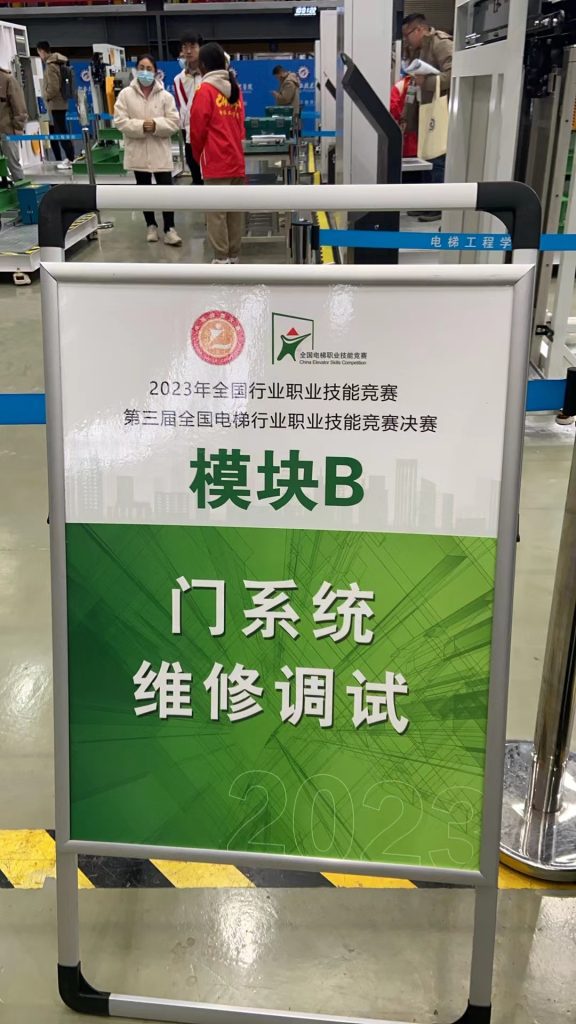 电梯工程学
全国电梯职业技能竞赛
China Elevator Skills Competition
2023年全国行业职业技能竞赛
第三届全国电梯行业职业技能竞赛决赛
模块B
门系统
维修调试
2023